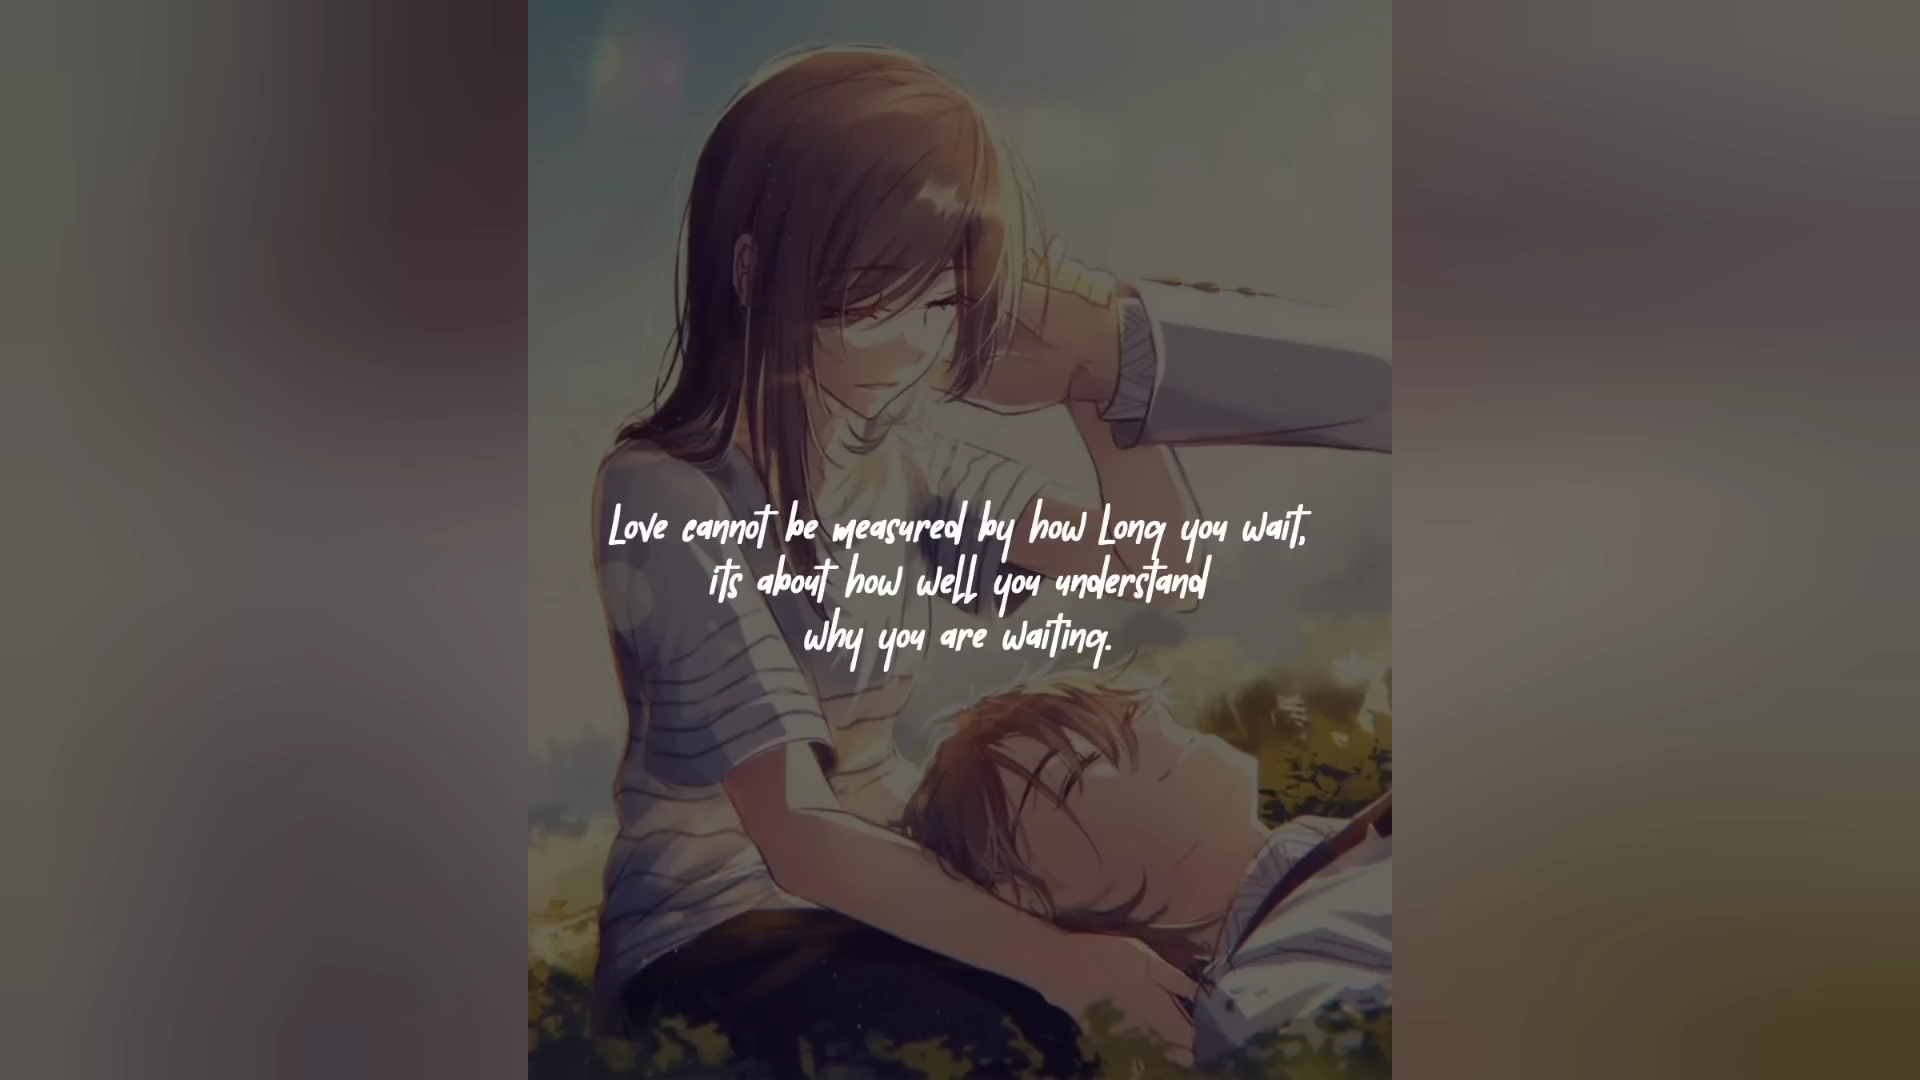 Love cannot be measured by how Long you wait,
its about how well you understand
why you are waiting.